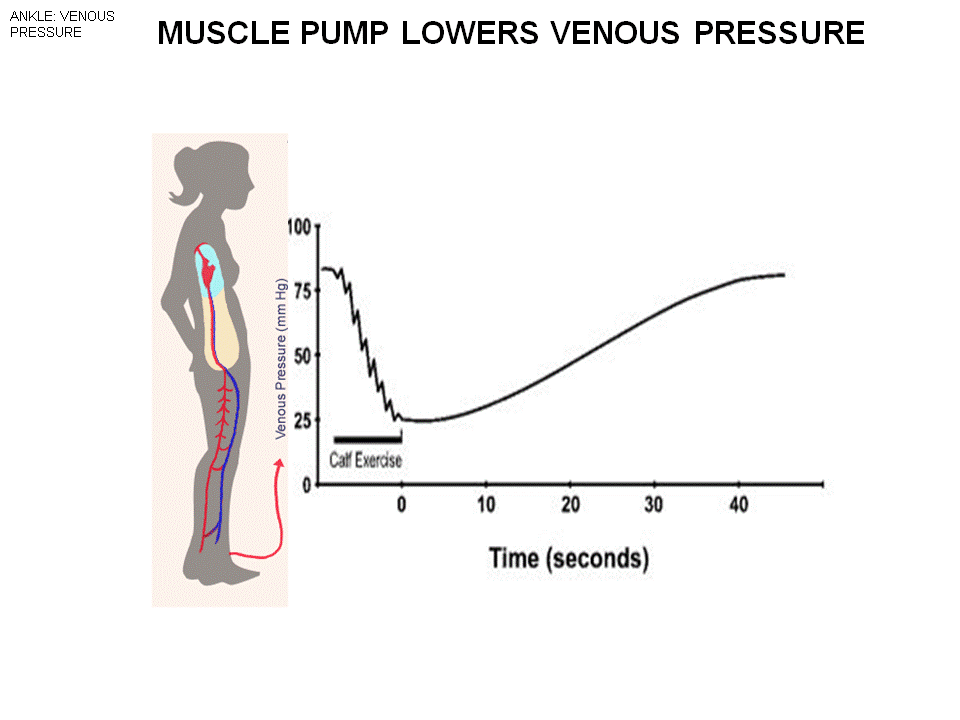 ANKLE: VENOUS
PRESSURE
MUSCLE PUMP LOWERS VENOUS PRESSURE
Venous Pressure (mm Hg)
100
75
50
25
0
Calf Exercise
0 10 20 30 40
Time (seconds)